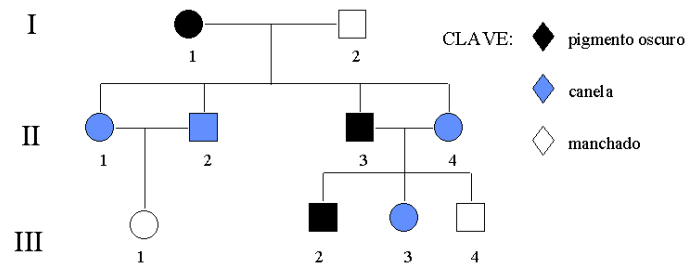 I
1
2
CLAVE:
pigmento oscuro
canela
manchado
II
1
2
3
4
III
1
2
3
4